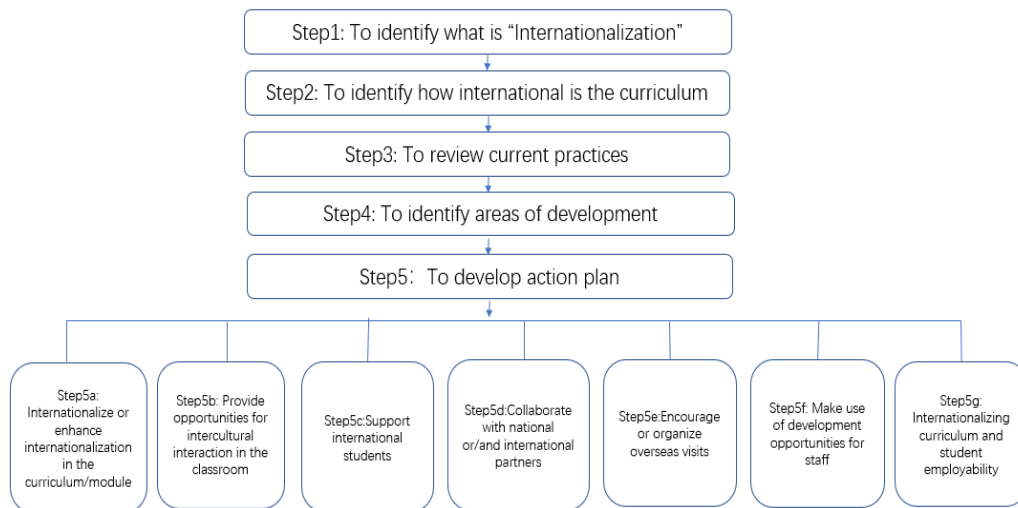 Step1: To identify what is “Internationalization”
Step2: To identify how international is the curriculum
Step3: To review current practices
Step4: To identify areas of development
Step5：To develop action plan
Step5a:
Internationalize or
enhance
internationalization
in the
curriculum/module
Step5b: Provide
opportunities for
intercultural
interaction in the
classroom
Step5c:Support
international
students
Step5d:Collaborate
with national
or/and international
partners
Step5e:Encourage
or organize
overseas visits
Step5f: Make use
of development
opportunities for
staff
Step5g:
Internationalizing
curriculum and
student
employability